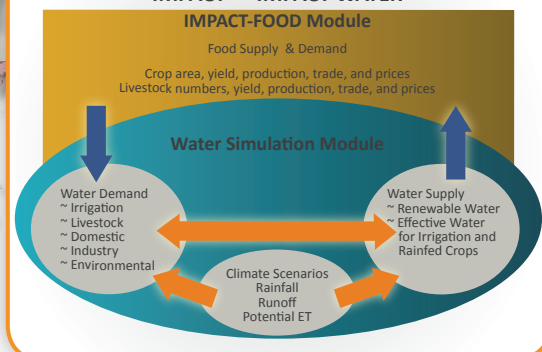 IMPACT-FOOD Module
Food Supply & Demand
Crop area, yield, production, trade, and prices
Livestock numbers, yield, production, trade, and prices
Water Simulation Module
Water Demand
~ Irrigation
~ Livestock
~ Domestic
~ Industry
~ Environmental
Water Supply
~ Renewable Water
~ Effective Water
for Irrigation and
Rainfed Crops
Climate Scenarios
Rainfall
Runoff
Potential ET